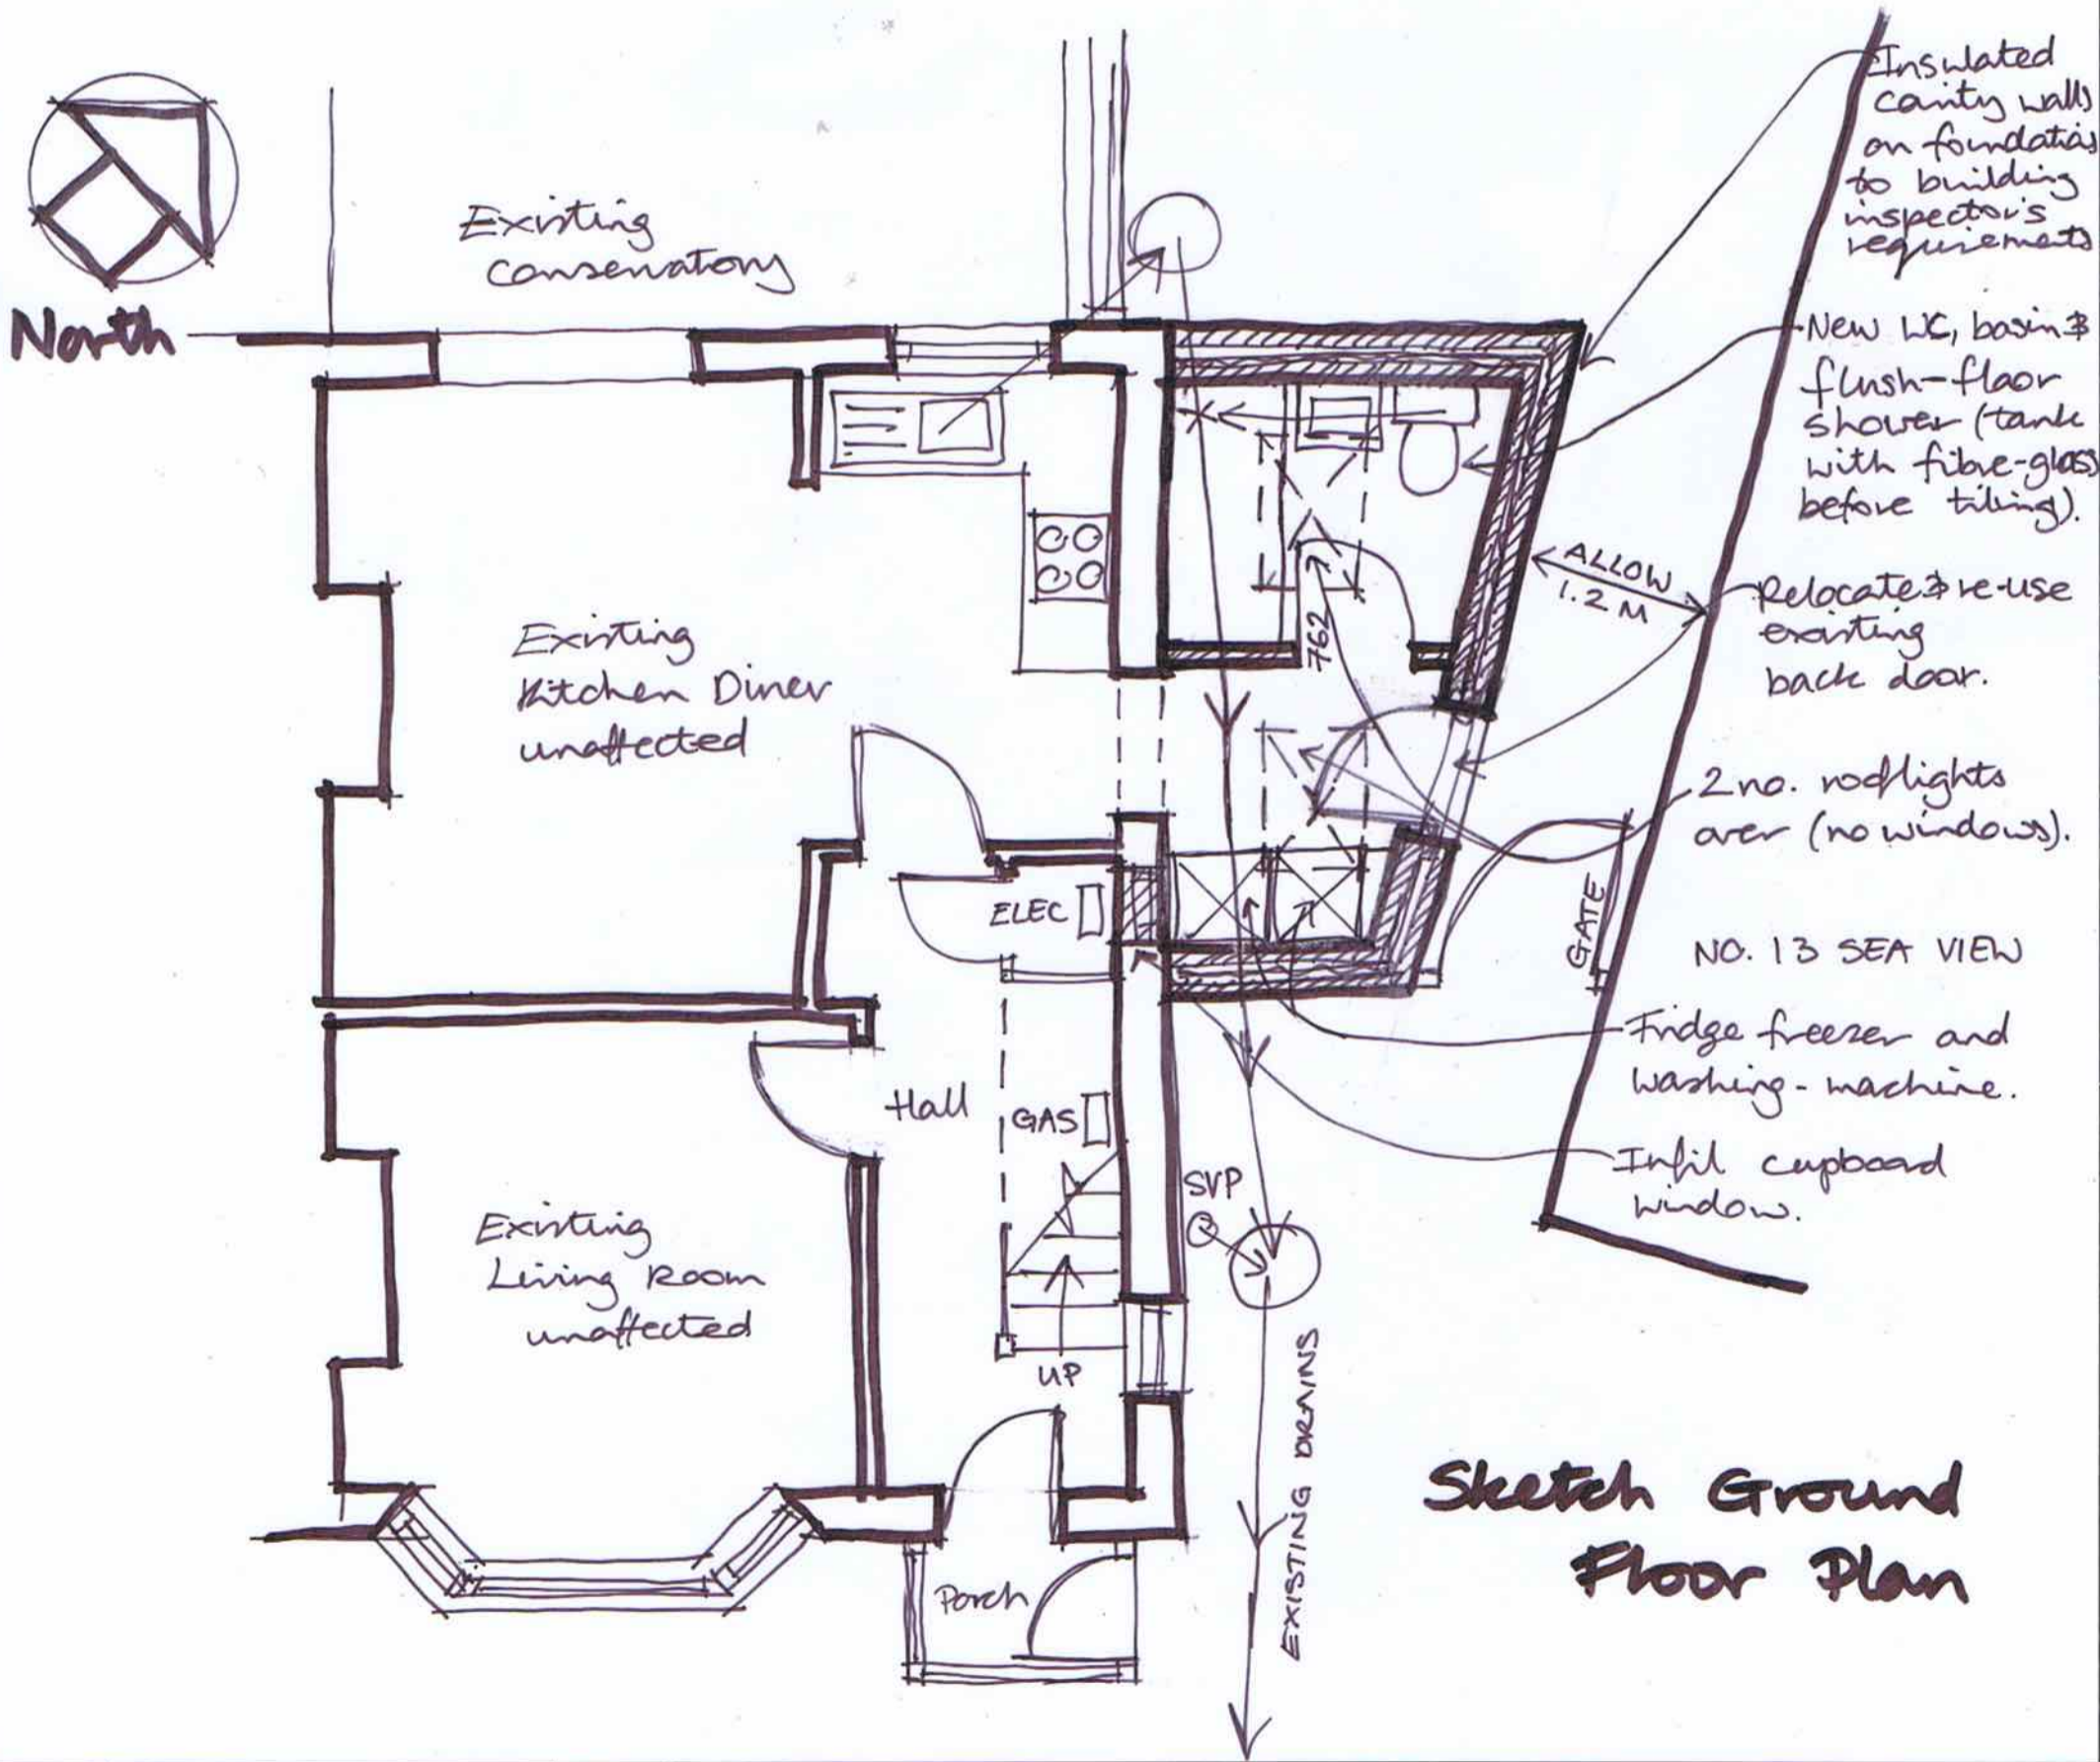 Insulated
cavity walls
on foundations
to building
inspector's
requirements
Existing
conservatory
North
New WC, basin &
flush-floor
shower (tank
with fibre-glass
before tiling).
ALLOW
1.2 M
Relocate & re-use
existing
back door.
762
Existing
Kitchen Diner
unaffected
2 no. rooflights
over (no windows).
ELEC
GATE
NO. 13 SEA VIEW
Fridge freezer and
washing-machine.
Hall
GAS
Infil cupboard
window.
SVP
Existing
Living Room
unaffected
UP
EXISTING DRAINS
Porch
Sketch Ground
Floor Plan